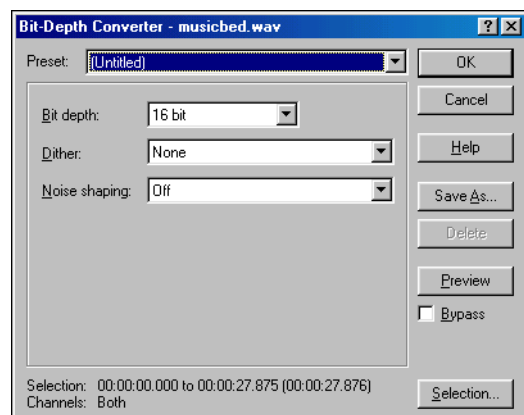 Bit-Depth Converter - musicbed.wav
Preset: (Untitled)
OK
Cancel
Bit depth: 16 bit
Dither: None
Help
Noise shaping: Off
Save As...
Delete
Preview
Bypass
Selection: 00:00:00.000 to 00:00:27.875 (00:00:27.876)
Channels: Both
Selection...